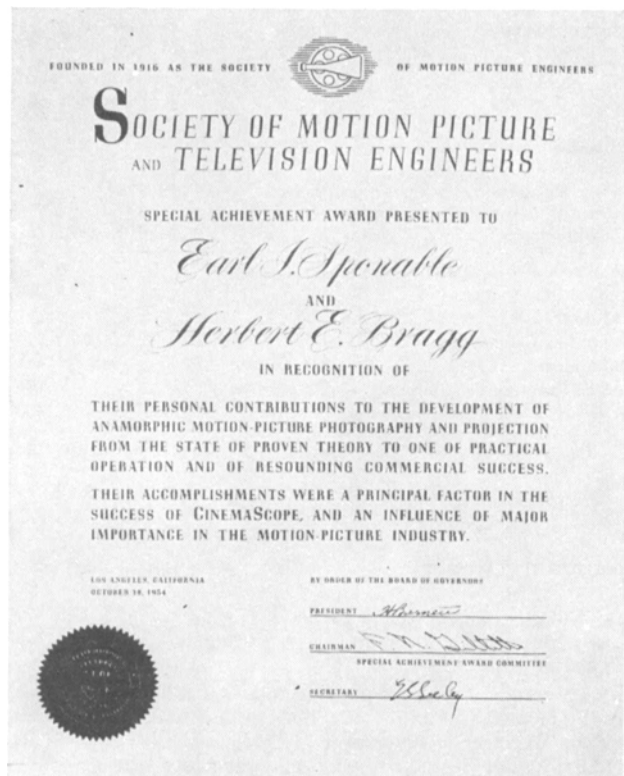 FOUNDED IN 1916 AS THE SOCIETY OF MOTION PICTURE ENGINEERS
SOCIETY OF MOTION PICTURE
AND TELEVISION ENGINEERS
SPECIAL ACHIEVEMENT AWARD PRESENTED TO
Earl I. Sponable
AND
Herbert E. Bragg
IN RECOGNITION OF
THEIR PERSONAL CONTRIBUTIONS TO THE DEVELOPMENT OF
ANAMORPHIC MOTION-PICTURE PHOTOGRAPHY AND PROJECTION
FROM THE STATE OF PROVEN THEORY TO ONE OF PRACTICAL
OPERATION AND OF RESOUNDING COMMERCIAL SUCCESS.
THEIR ACCOMPLISHMENTS WERE A PRINCIPAL FACTOR IN THE
SUCCESS OF CINEMASCOPE, AND AN INFLUENCE OF MAJOR
IMPORTANCE IN THE MOTION-PICTURE INDUSTRY.
LOS ANGELES, CALIFORNIA
OCTOBER 18, 1954
BY ORDER OF THE BOARD OF GOVERNORS
PRESIDENT
CHAIRMAN
SPECIAL ACHIEVEMENT AWARD COMMITTEE
SECRETARY